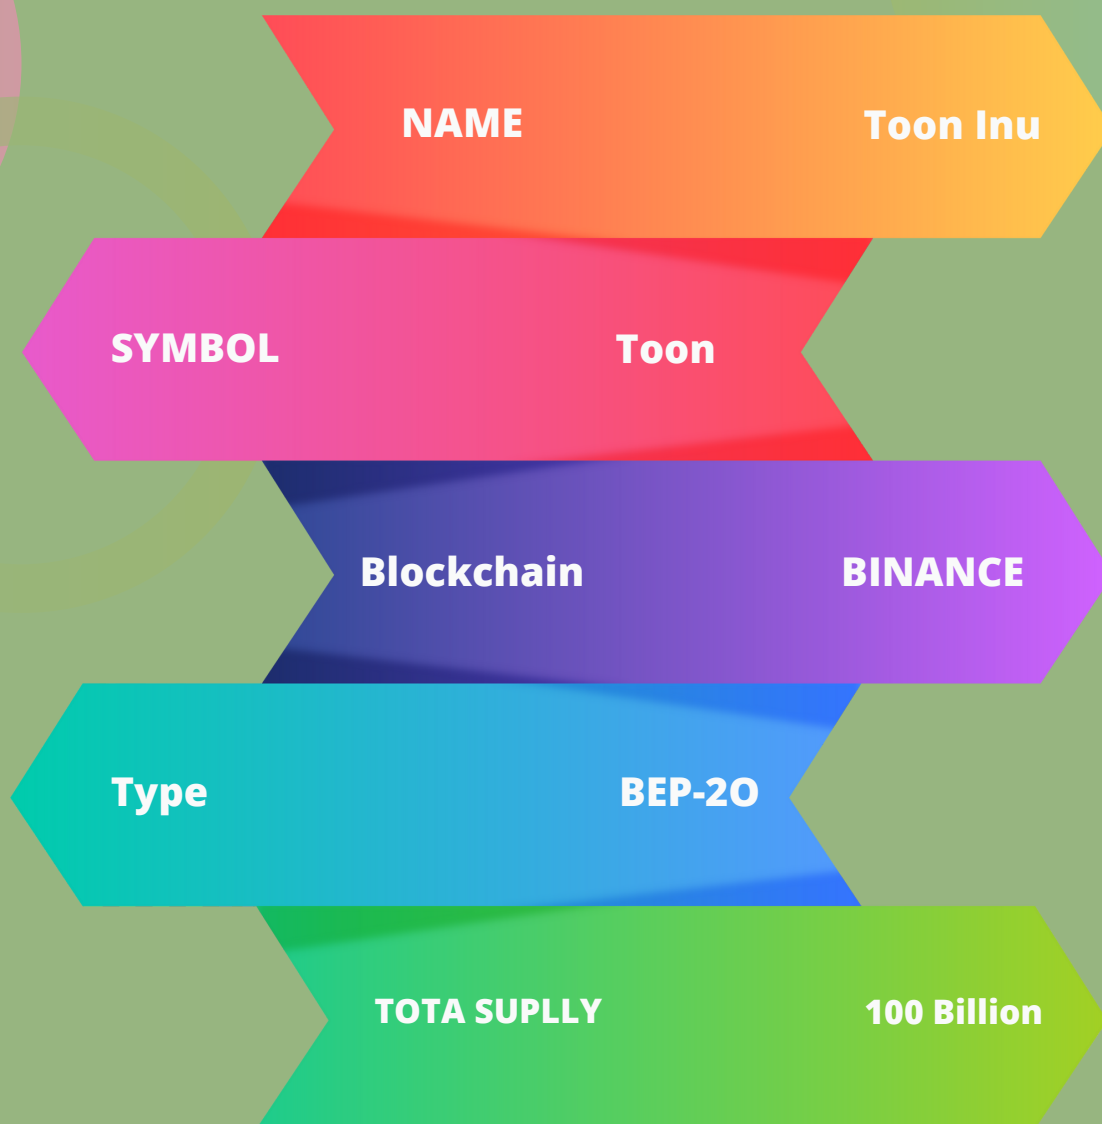 NAME Toon Inu
SYMBOL Toon
Blockchain BINANCE
Type BEP-2O
TOTA SUPLLY 100 Billion